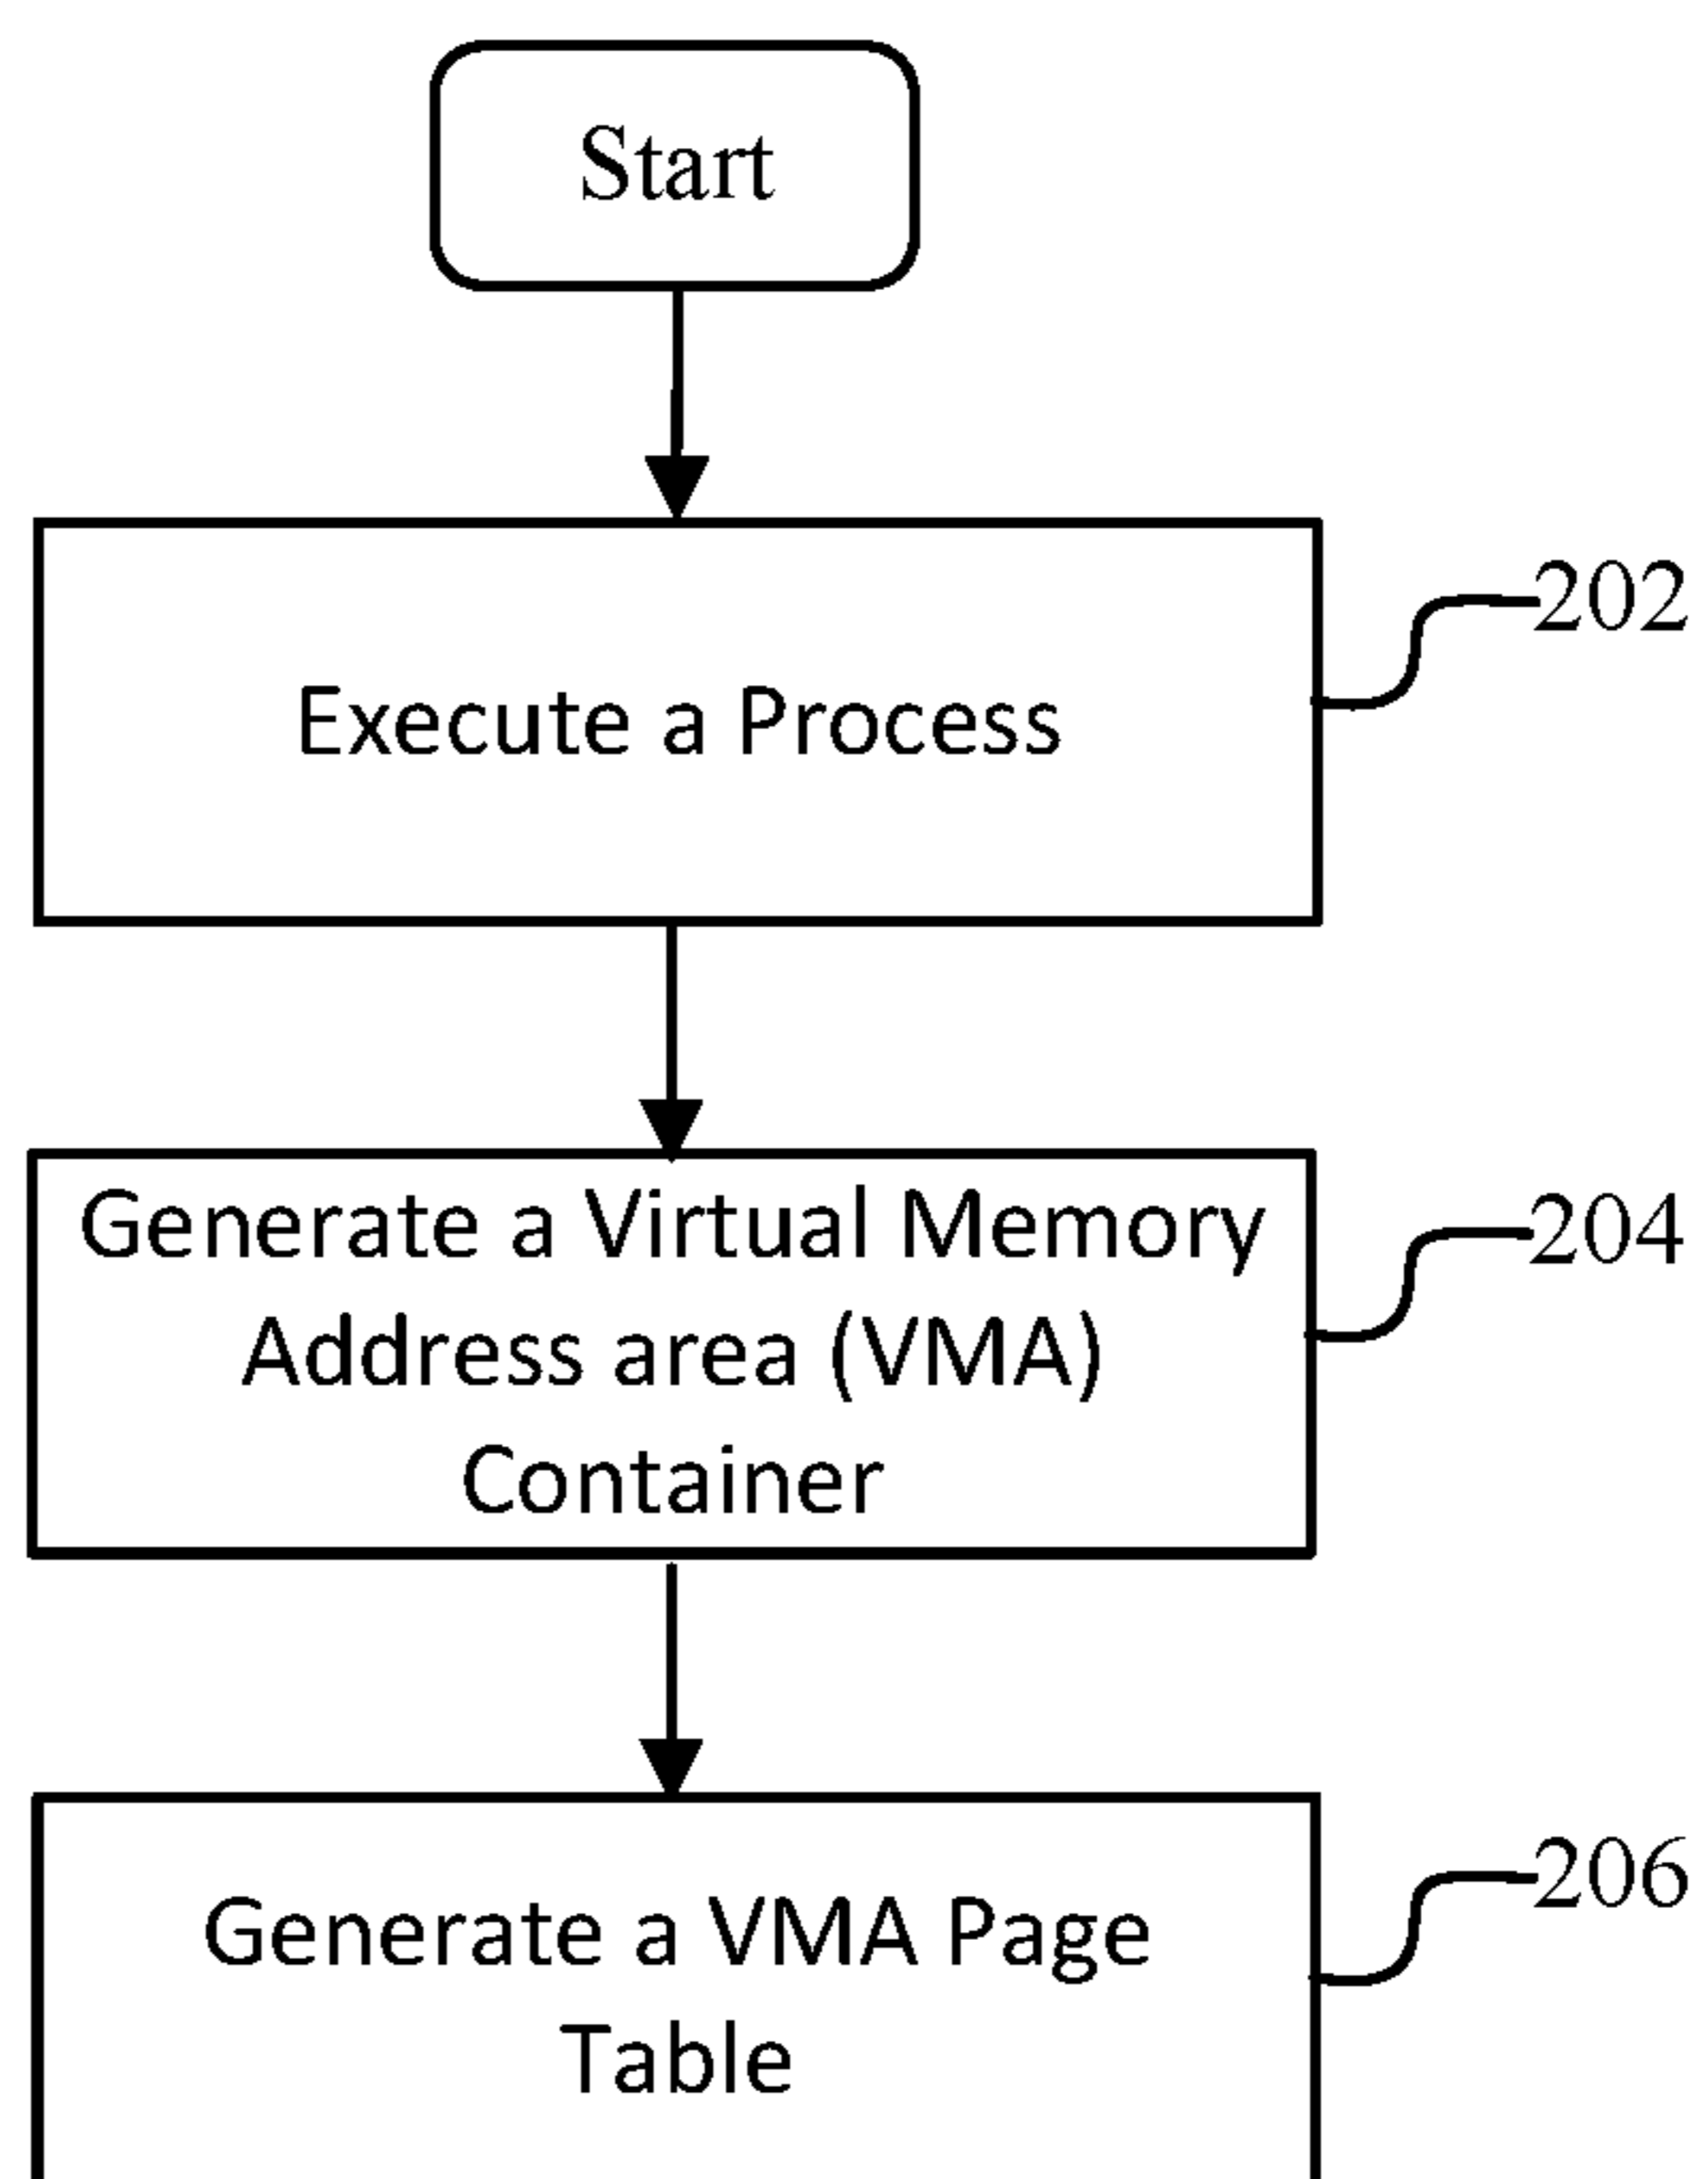 Start
Execute a Process
202
Generate a Virtual Memory
Address area (VMA)
Container
204
Generate a VMA Page
Table
206